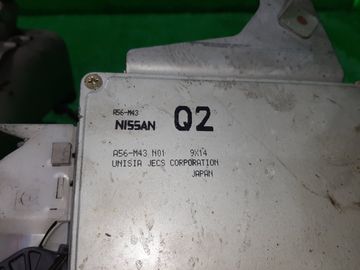 A56-M43
NISSAN Q2
A56-M43 N01 9X14
UNISIA JECS CORPORATION
JAPAN